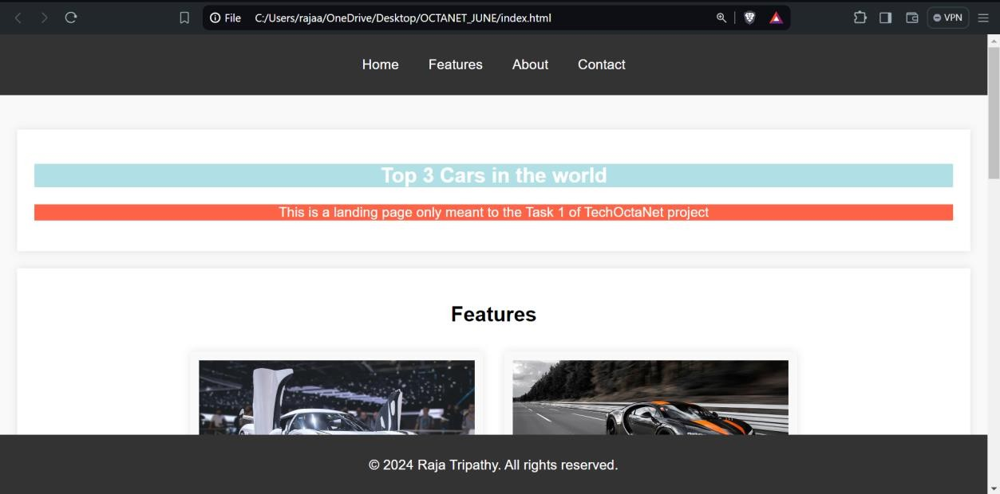 File C:/Users/rajaa/OneDrive/Desktop/OCTANET_JUNE/index.html VPN
Home Features About Contact
Top 3 Cars in the world
This is a landing page only meant to the Task 1 of TechOctaNet project
Features
© 2024 Raja Tripathy. All rights reserved.